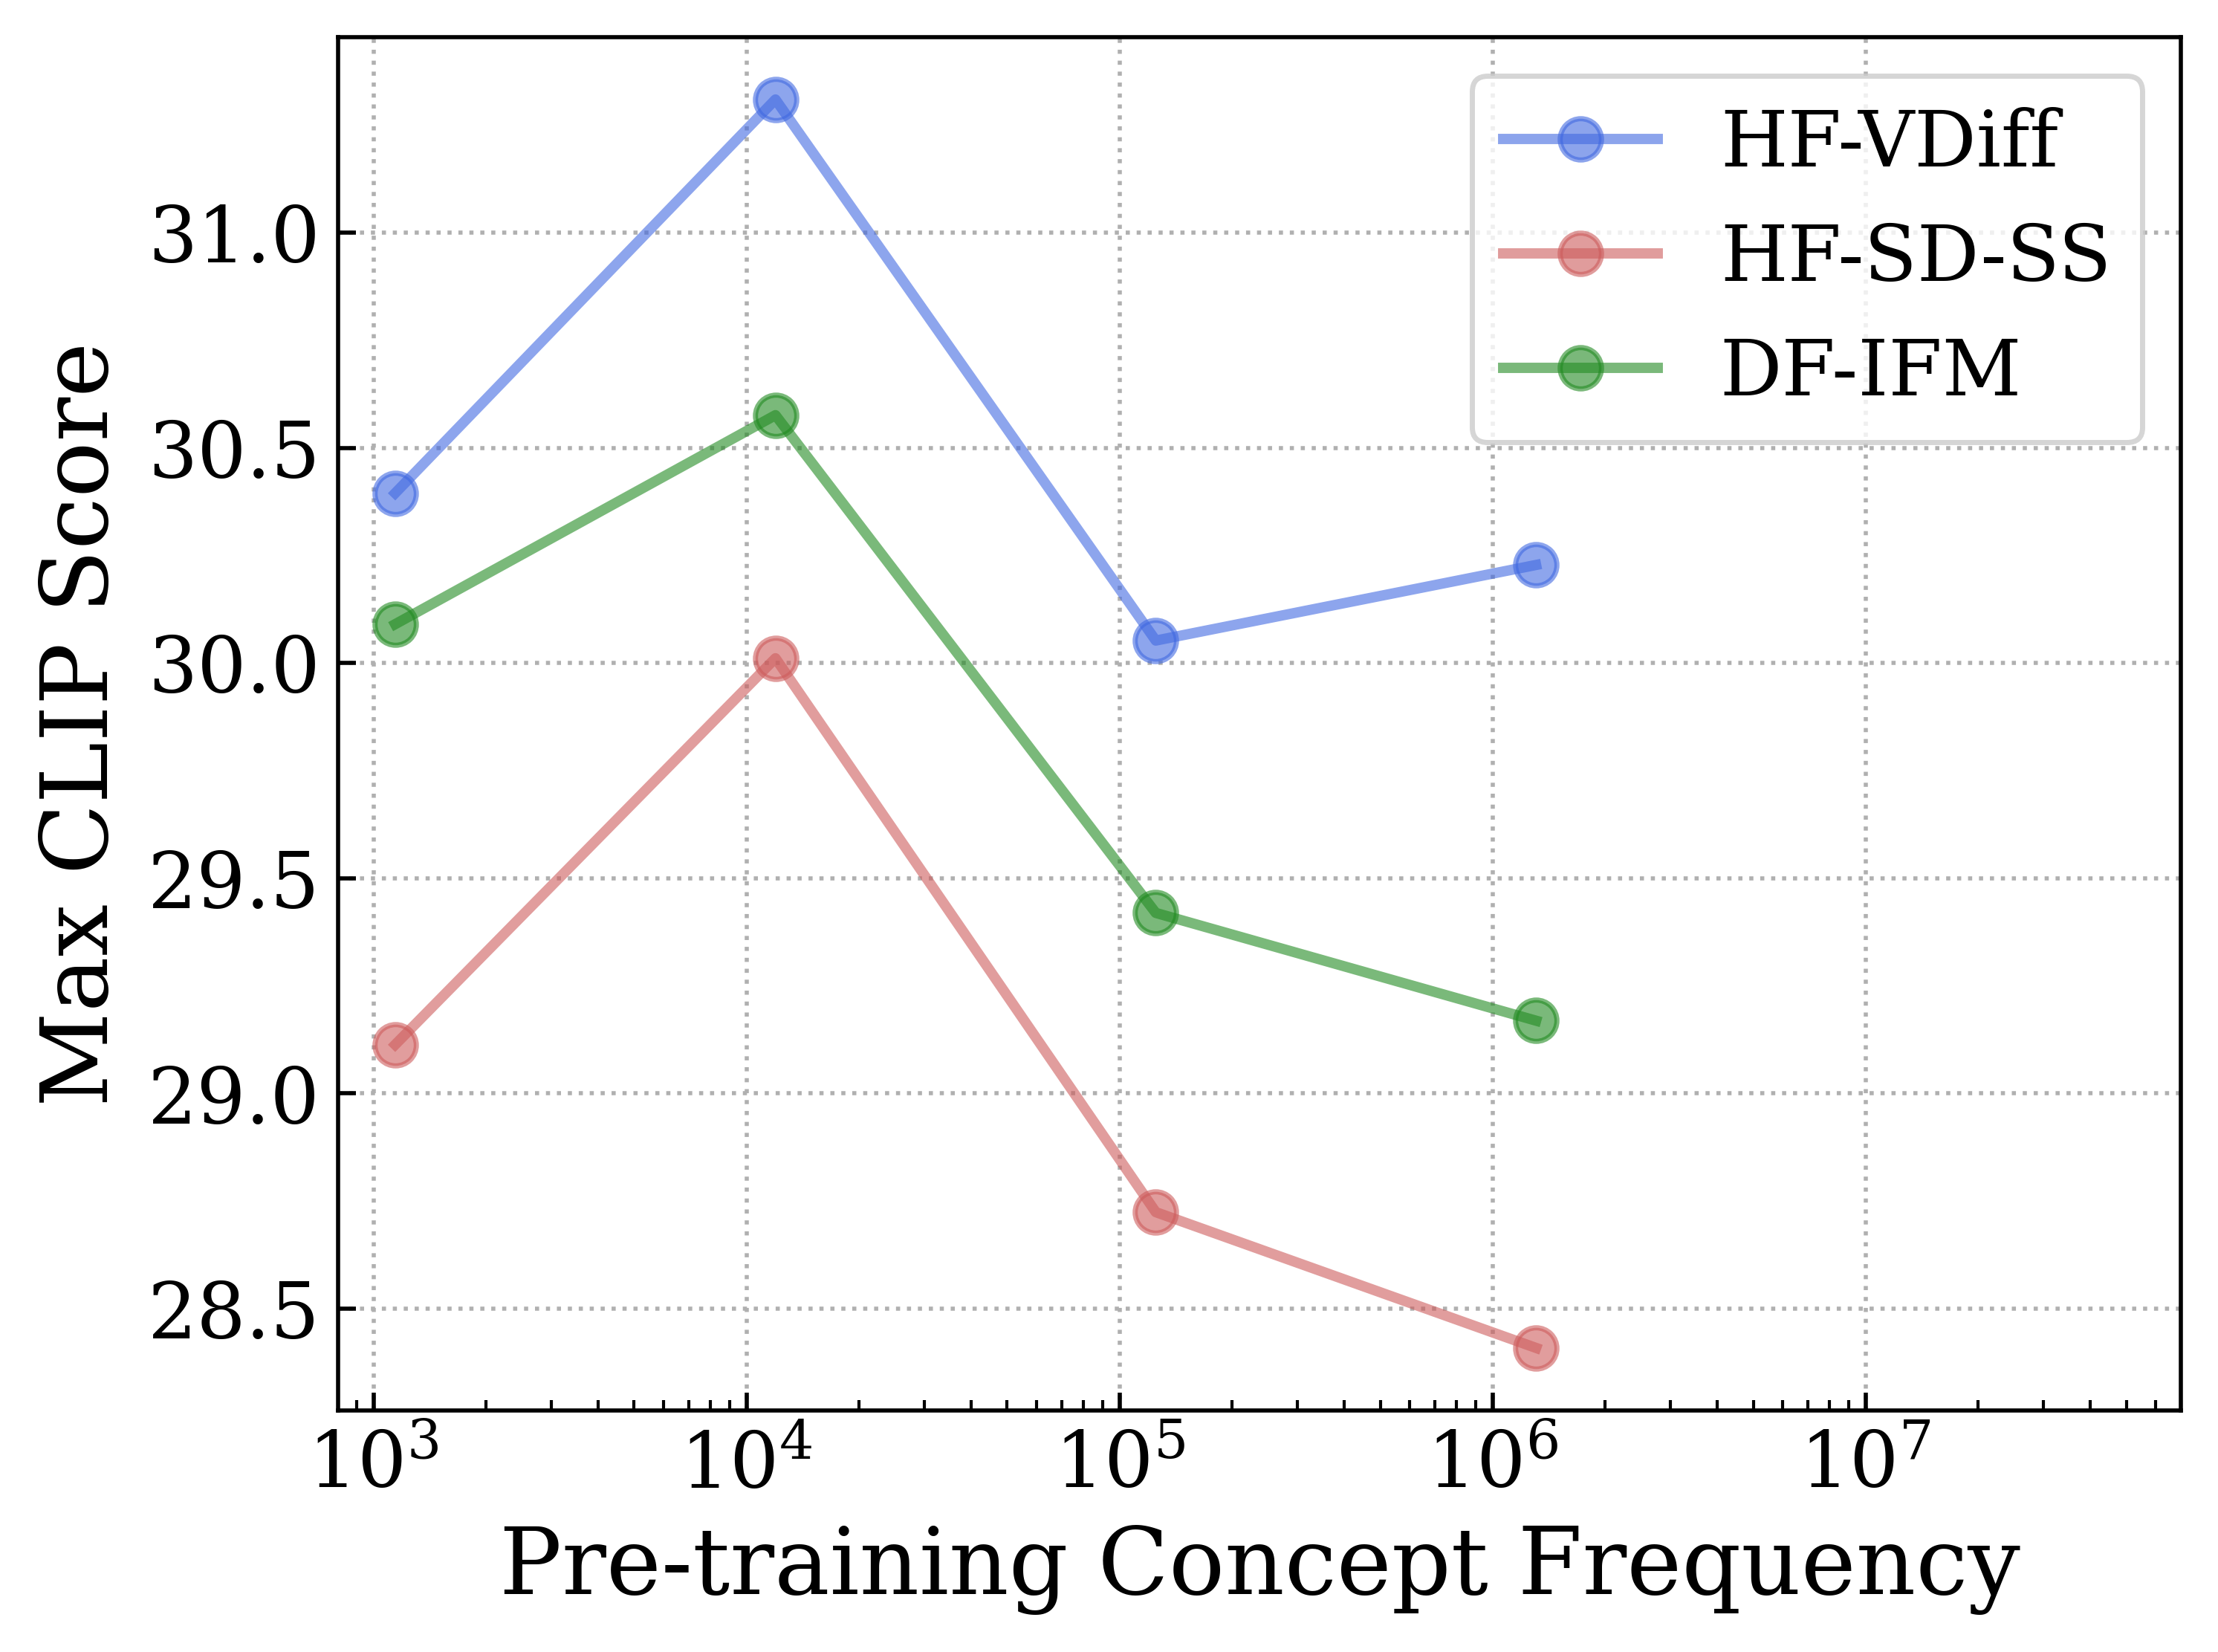 HF-VDiff
HF-SD-SS
DF-IFM
31.0
30.5
30.0
29.5
29.0
28.5
Max CLIP Score
10³ 10⁴ 10⁵ 10⁶ 10⁷
Pre-training Concept Frequency